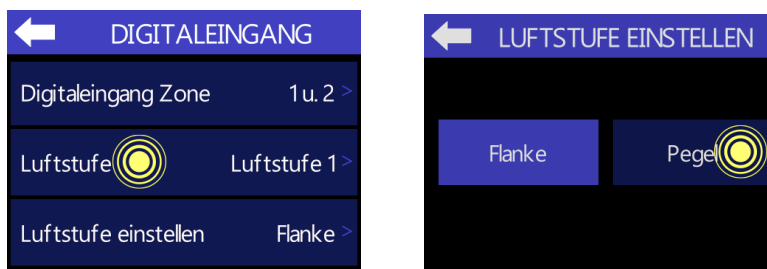 DIGITALEINGANG
Digitaleingang Zone 1 u. 2 >
Luftstufe Luftstufe 1 >
Luftstufe einstellen Flanke >
LUFTSTUFE EINSTELLEN
Flanke
Pegel